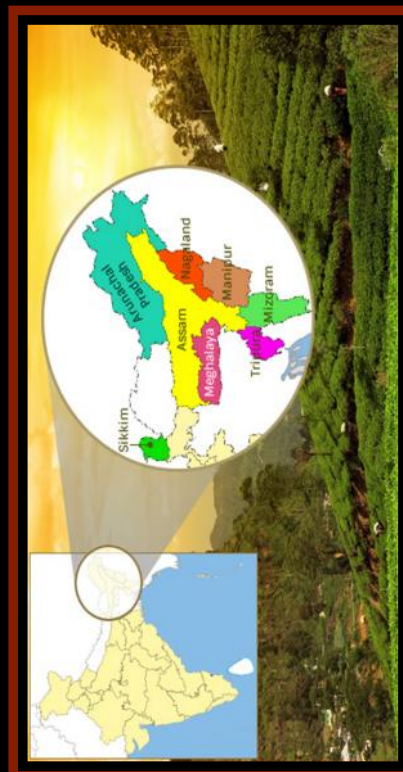 Sikkim
Arunachal
Pradesh
Assam
Nagaland
Meghalaya
Manipur
Tripura
Mizoram